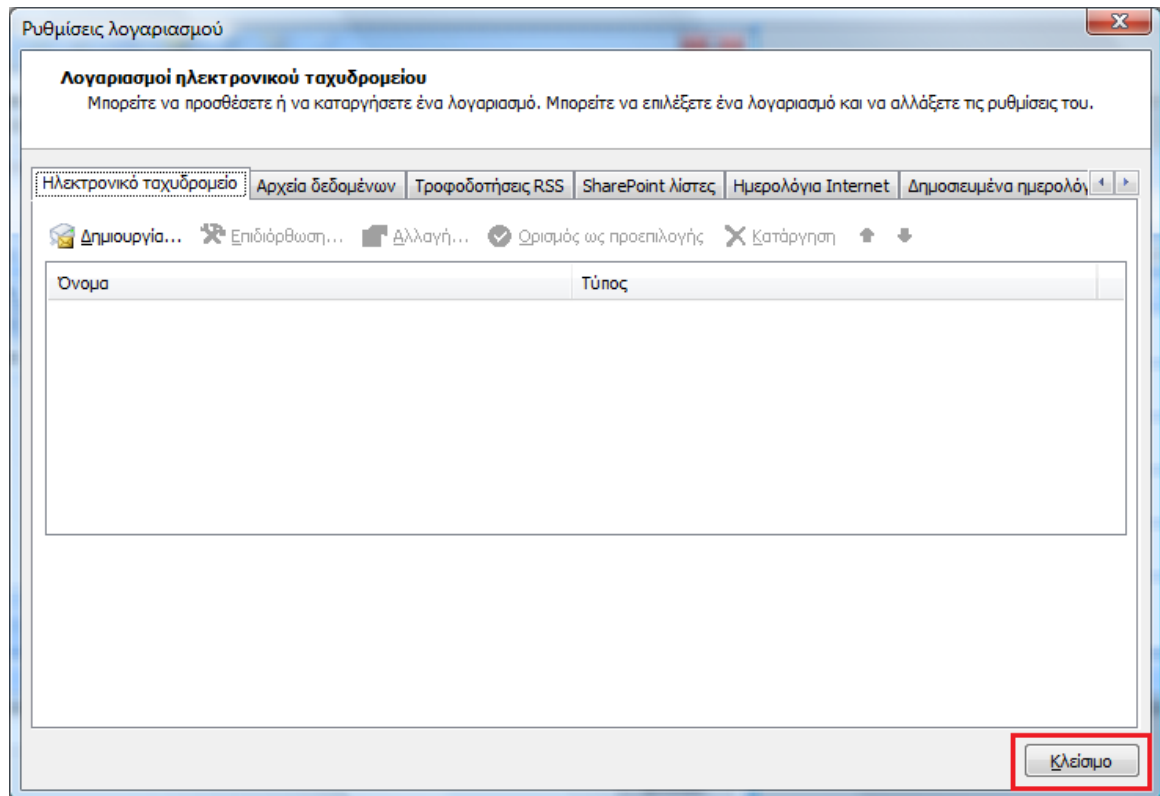 Ρυθμίσεις λογαριασμού
Λογαριασμοί ηλεκτρονικού ταχυδρομείου
Μπορείτε να προσθέσετε ή να καταργήσετε ένα λογαριασμό. Μπορείτε να επιλέξετε ένα λογαριασμό και να αλλάξετε τις ρυθμίσεις του.
Ηλεκτρονικό ταχυδρομείο Αρχεία δεδομένων Τροφοδοτήσεις RSS SharePoint λίστες Ημερολόγια Internet Δημοσιευμένα
Δημιουργία... Επιδιόρθωση... Αλλαγή... Ορισμός ως προεπιλογής Κατάργηση
Όνομα Τύπος
Κλείσιμο